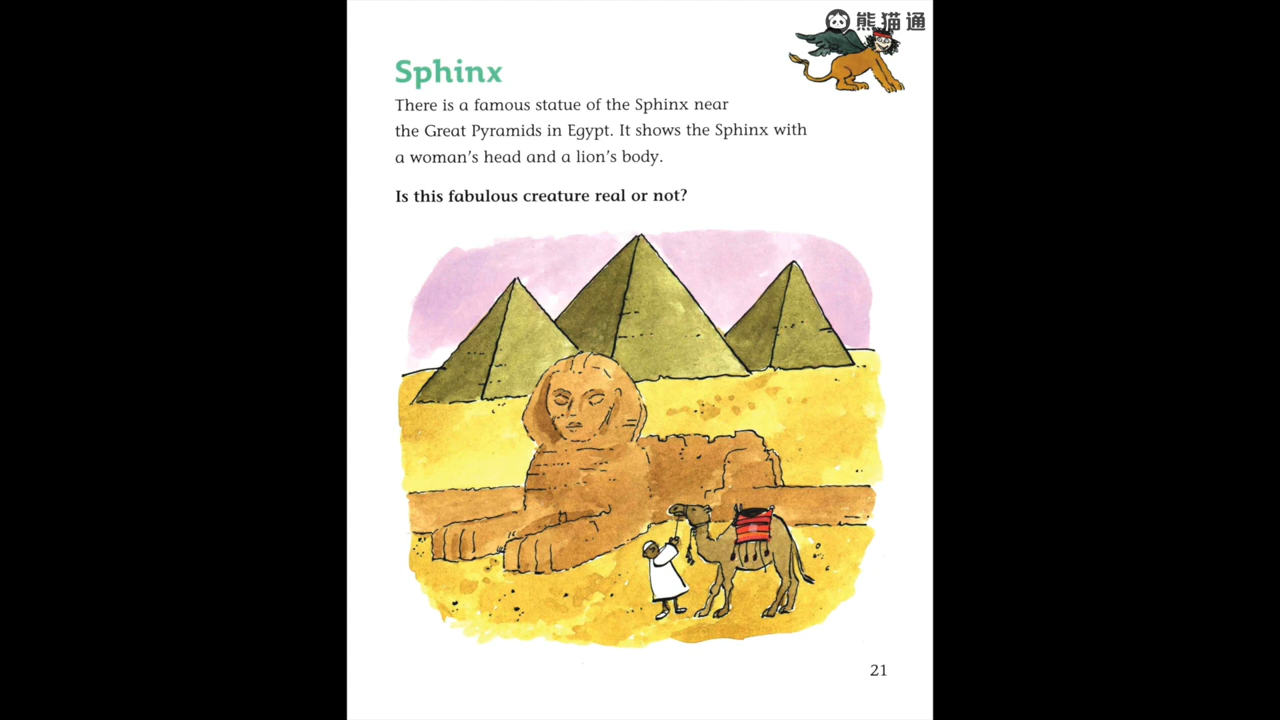 熊猫通
Sphinx
There is a famous statue of the Sphinx near
the Great Pyramids in Egypt. It shows the Sphinx with
a woman's head and a lion's body.
Is this fabulous creature real or not?
21